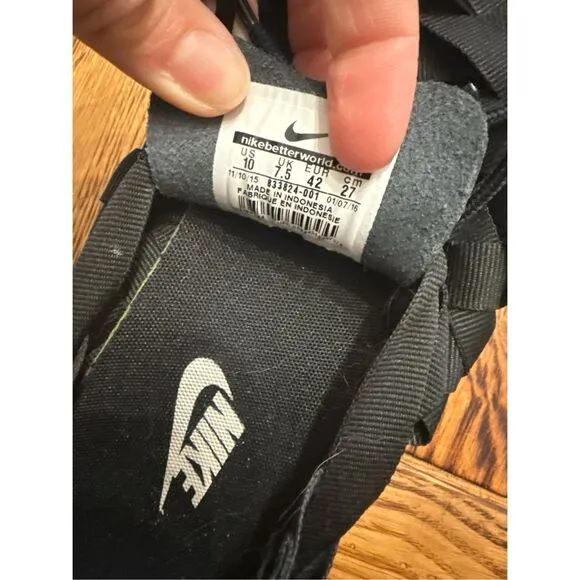 nikebetterworld.com
US UK EUR cm
10 7.5 42 27
11/10/15 833824-001 01/07/16
MADE IN INDONESIA
FABRIQUE EN INDONESIE
NIKE